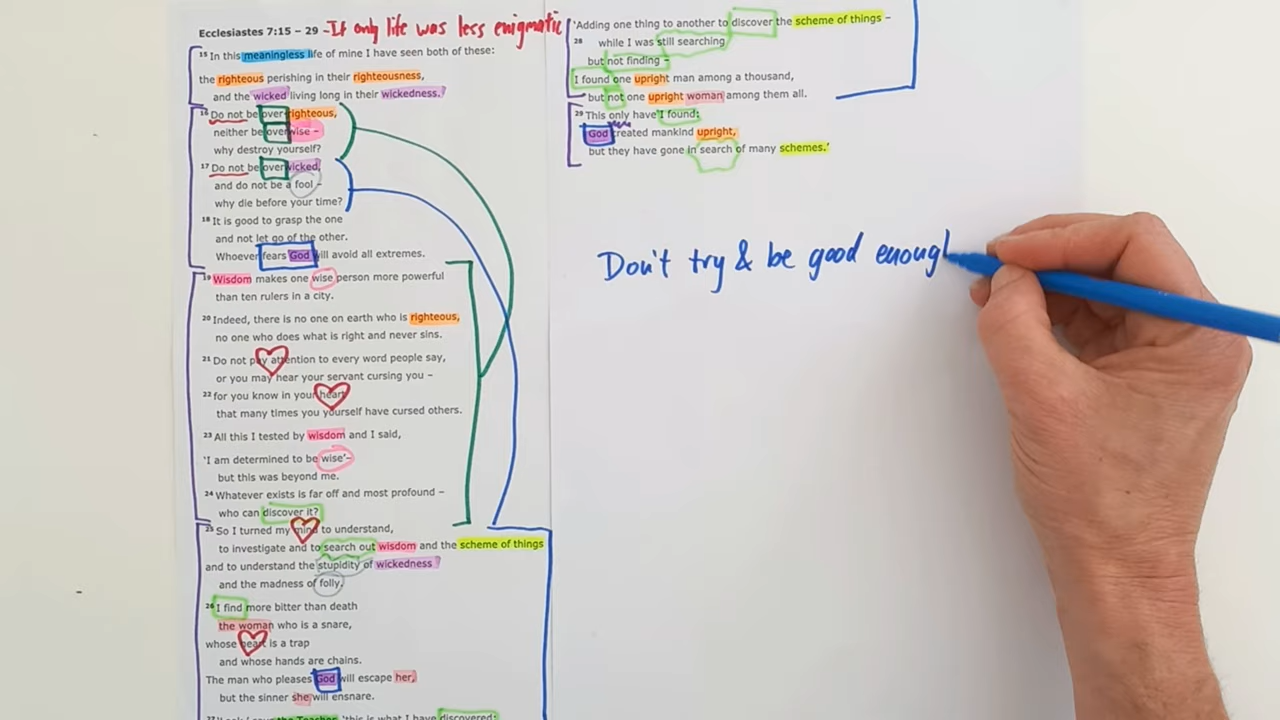 Ecclesiastes 7:15 – 29 - If only life was less enigmatic
15 In this meaningless life of mine I have seen both of these:
the righteous perishing in their righteousness,
and the wicked living long in their wickedness.
16 Do not be over righteous,
neither be over wise –
why destroy yourself?
17 Do not be over wicked,
and do not be a fool –
why die before your time?
18 It is good to grasp the one
and not let go of the other.
Whoever fears God will avoid all extremes.
19 Wisdom makes one wise person more powerful
than ten rulers in a city.
20 Indeed, there is no one on earth who is righteous,
no one who does what is right and never sins.
21 Do not pay attention to every word people say,
or you may hear your servant cursing you –
22 for you know in your heart
that many times you yourself have cursed others.
23 All this I tested by wisdom and I said,
'I am determined to be wise'–
but this was beyond me.
24 Whatever exists is far off and most profound –
who can discover it?
25 So I turned my mind to understand,
to investigate and to search out wisdom and the scheme of things
and to understand the stupidity of wickedness
and the madness of folly.
26 I find more bitter than death
the woman who is a snare,
whose heart is a trap
and whose hands are chains.
The man who pleases God will escape her,
but the sinner she will ensnare.
27 'Look,' says the Teacher, 'this is what I have discovered:
'Adding one thing to another to discover the scheme of things –
28 while I was still searching
but not finding –
I found one upright man among a thousand,
but not one upright woman among them all.
29 This only have I found:
God created mankind upright,
but they have gone in search of many schemes.'
Don't try & be good enough